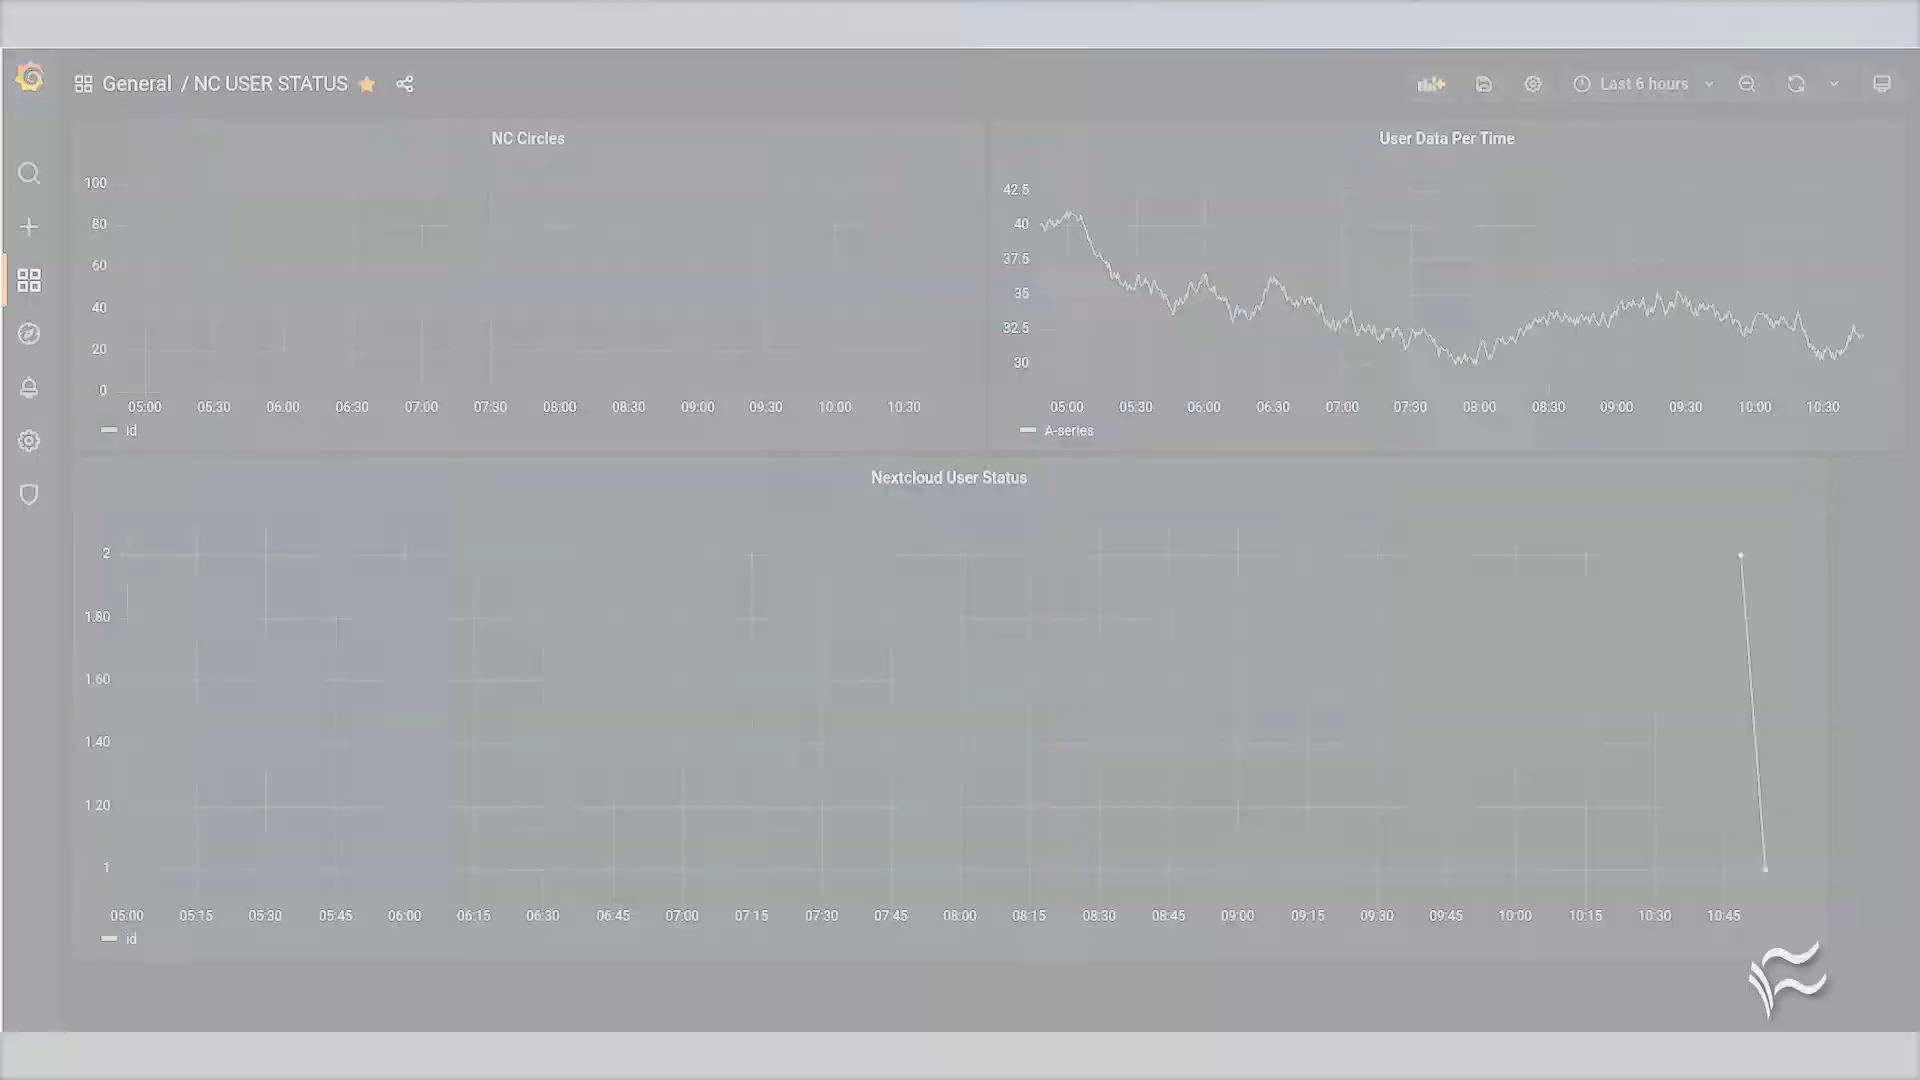 General / NC USER STATUS
Last 6 hours
NC Circles
100
80
60
40
20
0
05:00 05:30 06:00 06:30 07:00 07:30 08:00 08:30 09:00 09:30 10:00 10:30
id
User Data Per Time
42.5
40
37.5
35
32.5
30
05:00 05:30 06:00 06:30 07:00 07:30 08:00 08:30 09:00 09:30 10:00 10:30
A-series
Nextcloud User Status
2
1.80
1.60
1.40
1.20
1
05:00 05:15 05:30 05:45 06:00 06:15 06:30 06:45 07:00 07:15 07:30 07:45 08:00 08:15 08:30 08:45 09:00 09:15 09:30 09:45 10:00 10:15 10:30 10:45
id